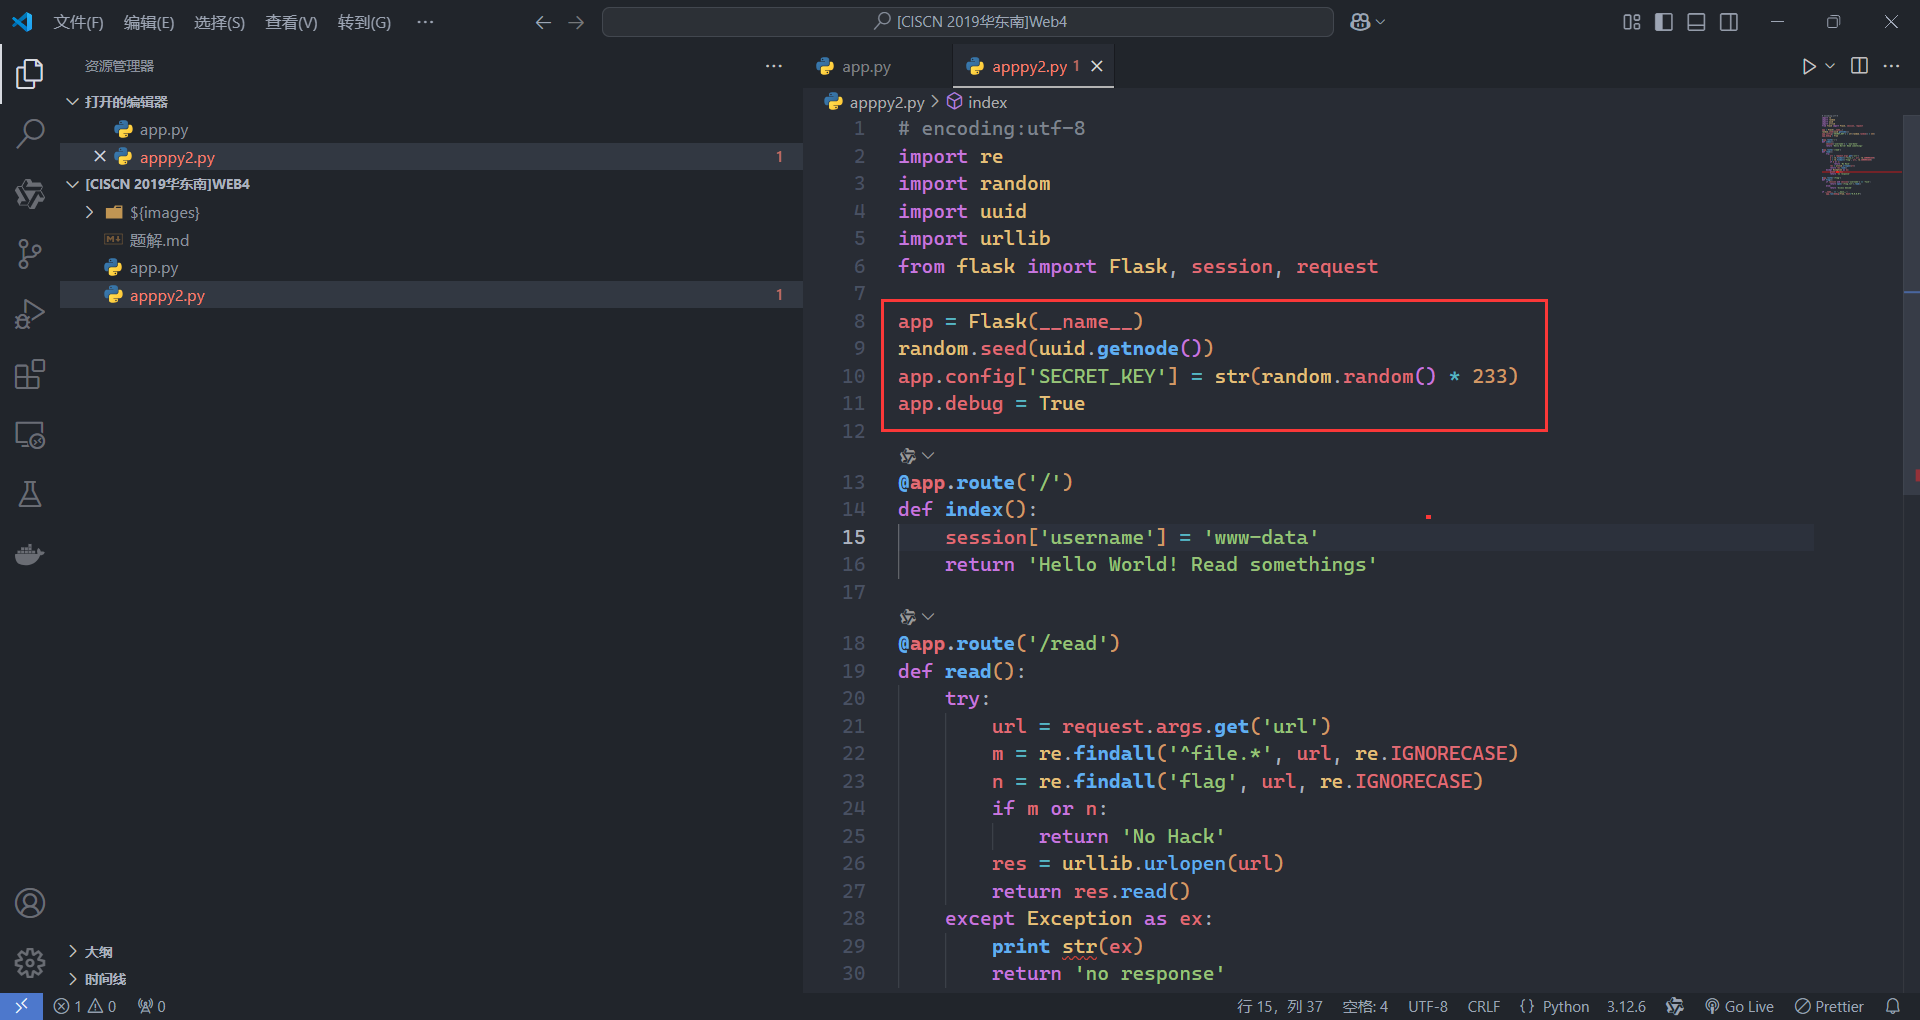 文件(F) 编辑(E) 选择(S) 查看(V) 转到(G) ··· [CISCN 2019华东南]Web4
资源管理器
打开的编辑器
app.py
apppy2.py 1
[CISCN 2019华东南]WEB4
${images}
题解.md
app.py
apppy2.py 1
大纲
时间线
app.py apppy2.py 1
apppy2.py > index
1 # encoding:utf-8
2 import re
3 import random
4 import uuid
5 import urllib
6 from flask import Flask, session, request
7
8 app = Flask(__name__)
9 random.seed(uuid.getnode())
10 app.config['SECRET_KEY'] = str(random.random() * 233)
11 app.debug = True
12
13 @app.route('/')
14 def index():
15 session['username'] = 'www-data'
16 return 'Hello World! Read somethings'
17
18 @app.route('/read')
19 def read():
20 try:
21 url = request.args.get('url')
22 m = re.findall('^file.*', url, re.IGNORECASE)
23 n = re.findall('flag', url, re.IGNORECASE)
24 if m or n:
25 return 'No Hack'
26 res = urllib.urlopen(url)
27 return res.read()
28 except Exception as ex:
29 print str(ex)
30 return 'no response'
1 0 0 行 15，列 37 空格: 4 UTF-8 CRLF {} Python 3.12.6 Go Live Prettier